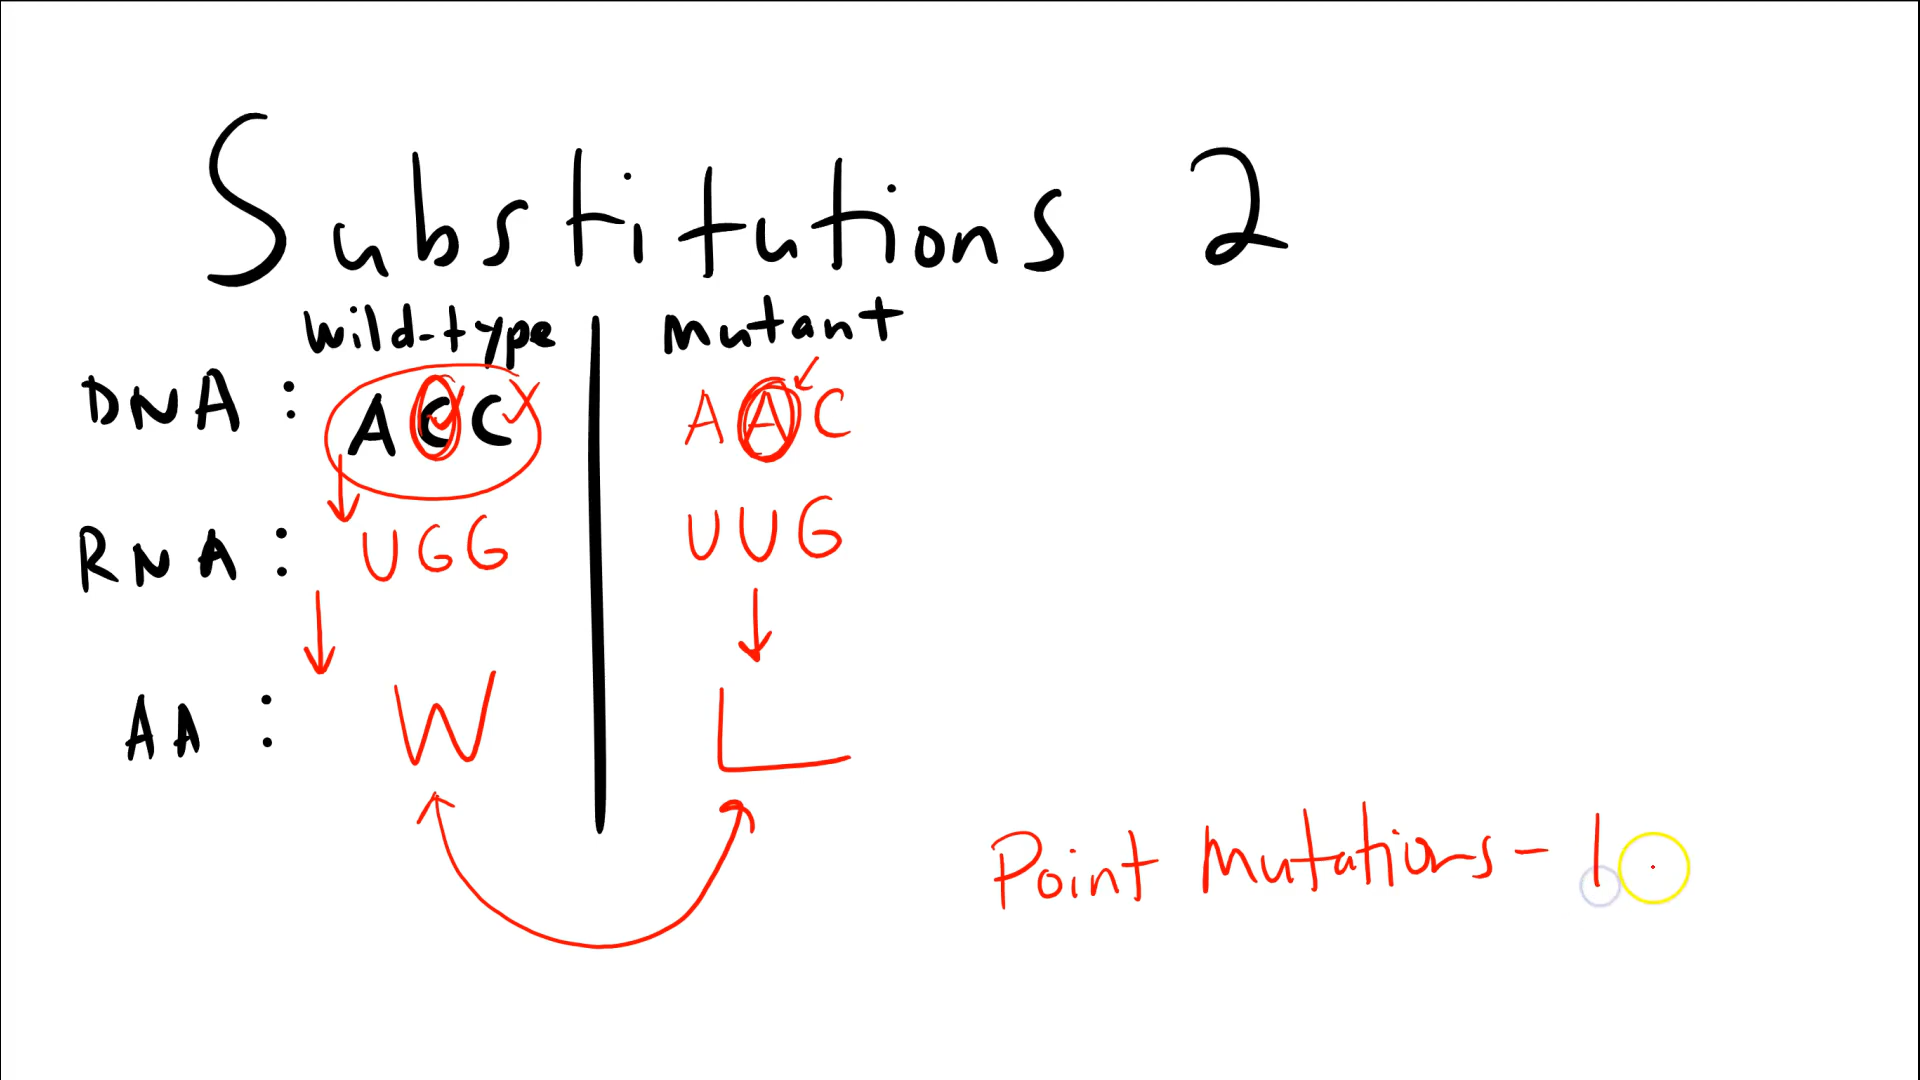 Substitutions 2
wild-type mutant
DNA: ACC AAC
RNA: UGG UUG
AA: W L
Point Mutations - 1